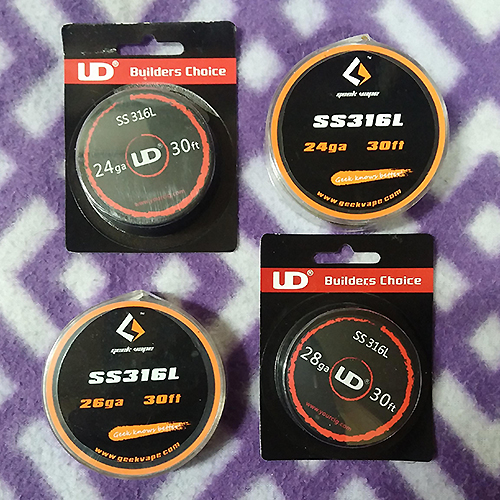 UD® Builders Choice
SS 316L
24ga UD® 30ft
geek vape
SS316L
24ga 30ft
Geek knows better
www.geekvape.com
geek vape
SS316L
26ga 30ft
Geek knows better
www.geekvape.com
UD® Builders Choice
SS 316L
28ga UD® 30ft